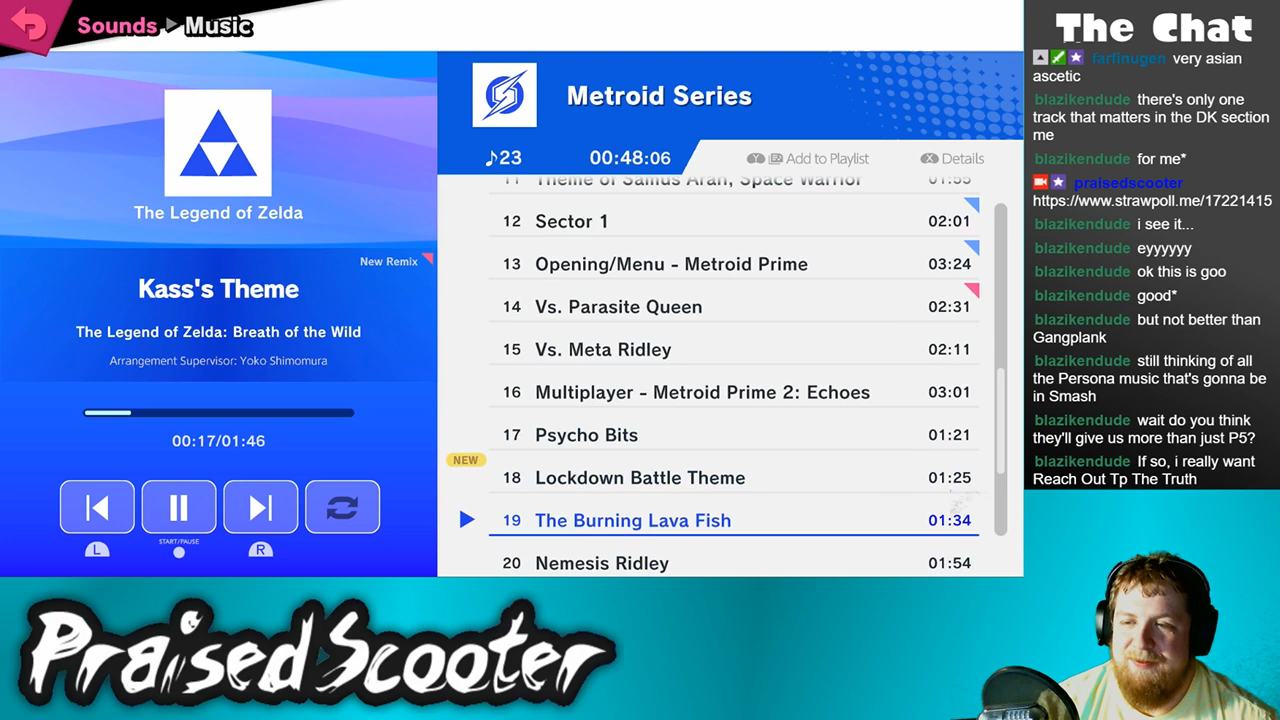 Sounds ▶ Music
The Legend of Zelda
New Remix
Kass's Theme
The Legend of Zelda: Breath of the Wild
Arrangement Supervisor: Yoko Shimomura
00:17/01:46
L
START/PAUSE
R
Metroid Series
♪23 00:48:06
Y Add to Playlist
X Details
11 Theme of Samus Aran, Space Warrior 01:55
12 Sector 1 02:01
13 Opening/Menu - Metroid Prime 03:24
14 Vs. Parasite Queen 02:31
15 Vs. Meta Ridley 02:11
16 Multiplayer - Metroid Prime 2: Echoes 03:01
17 Psycho Bits 01:21
NEW
18 Lockdown Battle Theme 01:25
19 The Burning Lava Fish 01:34
20 Nemesis Ridley 01:54
The Chat
farfinugen very asian
ascetic
blazikendude there's only one
track that matters in the DK section
me
blazikendude for me*
praisedscooter
https://www.strawpoll.me/17221415
blazikendude i see it...
blazikendude eyyyyyy
blazikendude ok this is goo
blazikendude good*
blazikendude but not better than
Gangplank
blazikendude still thinking of all
the Persona music that's gonna be
in Smash
blazikendude wait do you think
they'll give us more than just P5?
blazikendude If so, i really want
Reach Out Tp The Truth
PraisedScooter